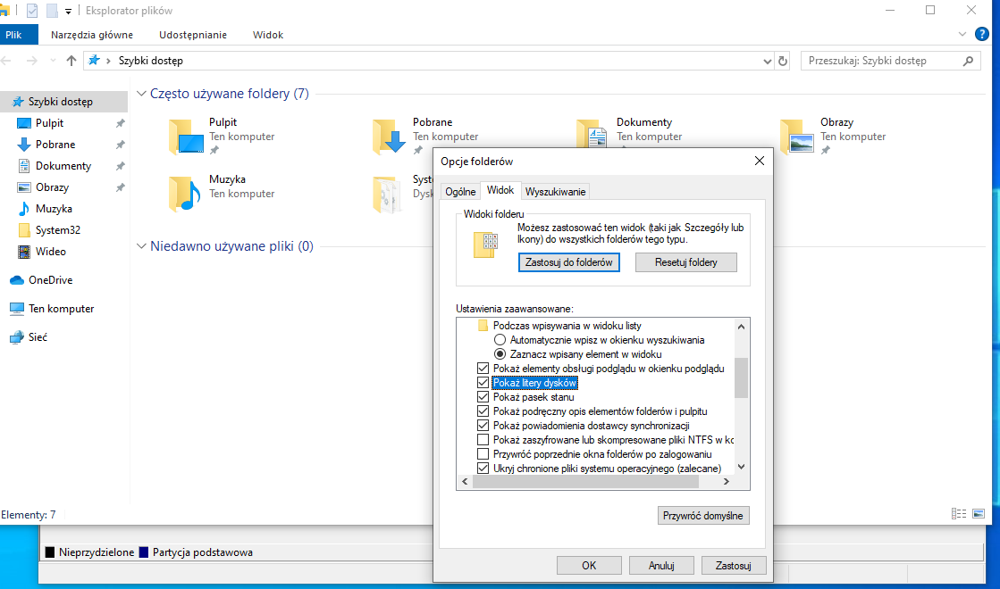 Eksplorator plików
Plik
Narzędzia główne
Udostępnianie
Widok
Szybki dostęp
Przeszukaj: Szybki dostęp
Szybki dostęp
Pulpit
Pobrane
Dokumenty
Obrazy
Muzyka
System32
Wideo
OneDrive
Ten komputer
Sieć
Często używane foldery (7)
Pulpit
Ten komputer
Pobrane
Ten komputer
Dokumenty
Ten komputer
Obrazy
Ten komputer
Muzyka
Ten komputer
Niedawno używane pliki (0)
Opcje folderów
Ogólne
Widok
Wyszukiwanie
Widoki folderu
Możesz zastosować ten widok (taki jak Szczegóły lub
Ikony) do wszystkich folderów tego typu.
Zastosuj do folderów
Resetuj foldery
Ustawienia zaawansowane:
Podczas wpisywania w widoku listy
Automatycznie wpisz w okienku wyszukiwania
Zaznacz wpisany element w widoku
Pokaż elementy obsługi podglądu w okienku podglądu
Pokaż litery dysków
Pokaż pasek stanu
Pokaż podręczny opis elementów folderów i pulpitu
Pokaż powiadomienia dostawcy synchronizacji
Pokaż zaszyfrowane lub skompresowane pliki NTFS w ko
Przywróć poprzednie okna folderów po zalogowaniu
Ukryj chronione pliki systemu operacyjnego (zalecane)
Przywróć domyślne
OK
Anuluj
Zastosuj
Elementy: 7
Nieprzydzielone
Partycja podstawowa